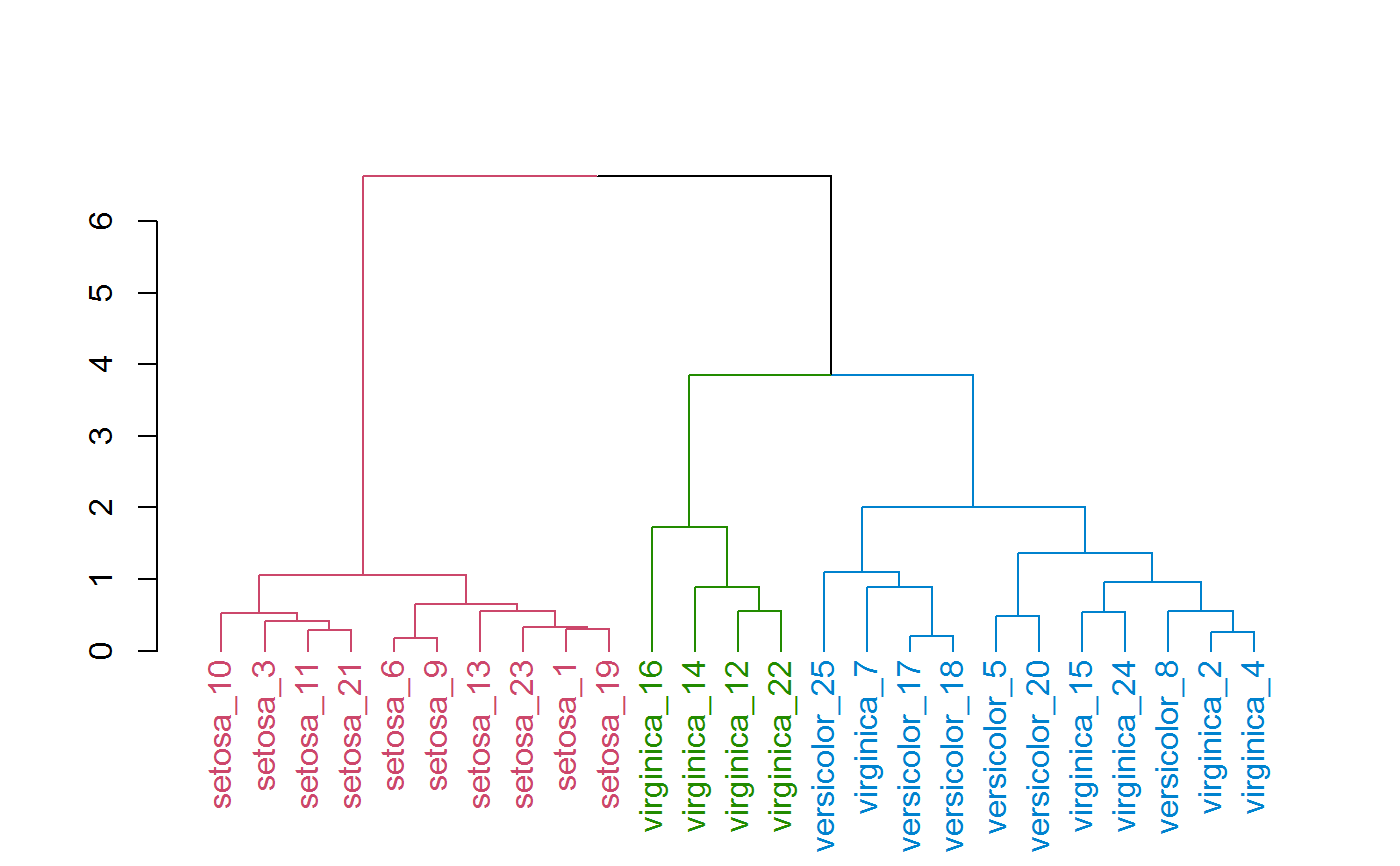 6
5
4
3
2
1
0
setosa_10
setosa_3
setosa_11
setosa_21
setosa_6
setosa_9
setosa_13
setosa_23
setosa_1
setosa_19
virginica_16
virginica_14
virginica_12
virginica_22
versicolor_25
virginica_7
versicolor_17
versicolor_18
versicolor_5
versicolor_20
virginica_15
virginica_24
versicolor_8
virginica_2
virginica_4